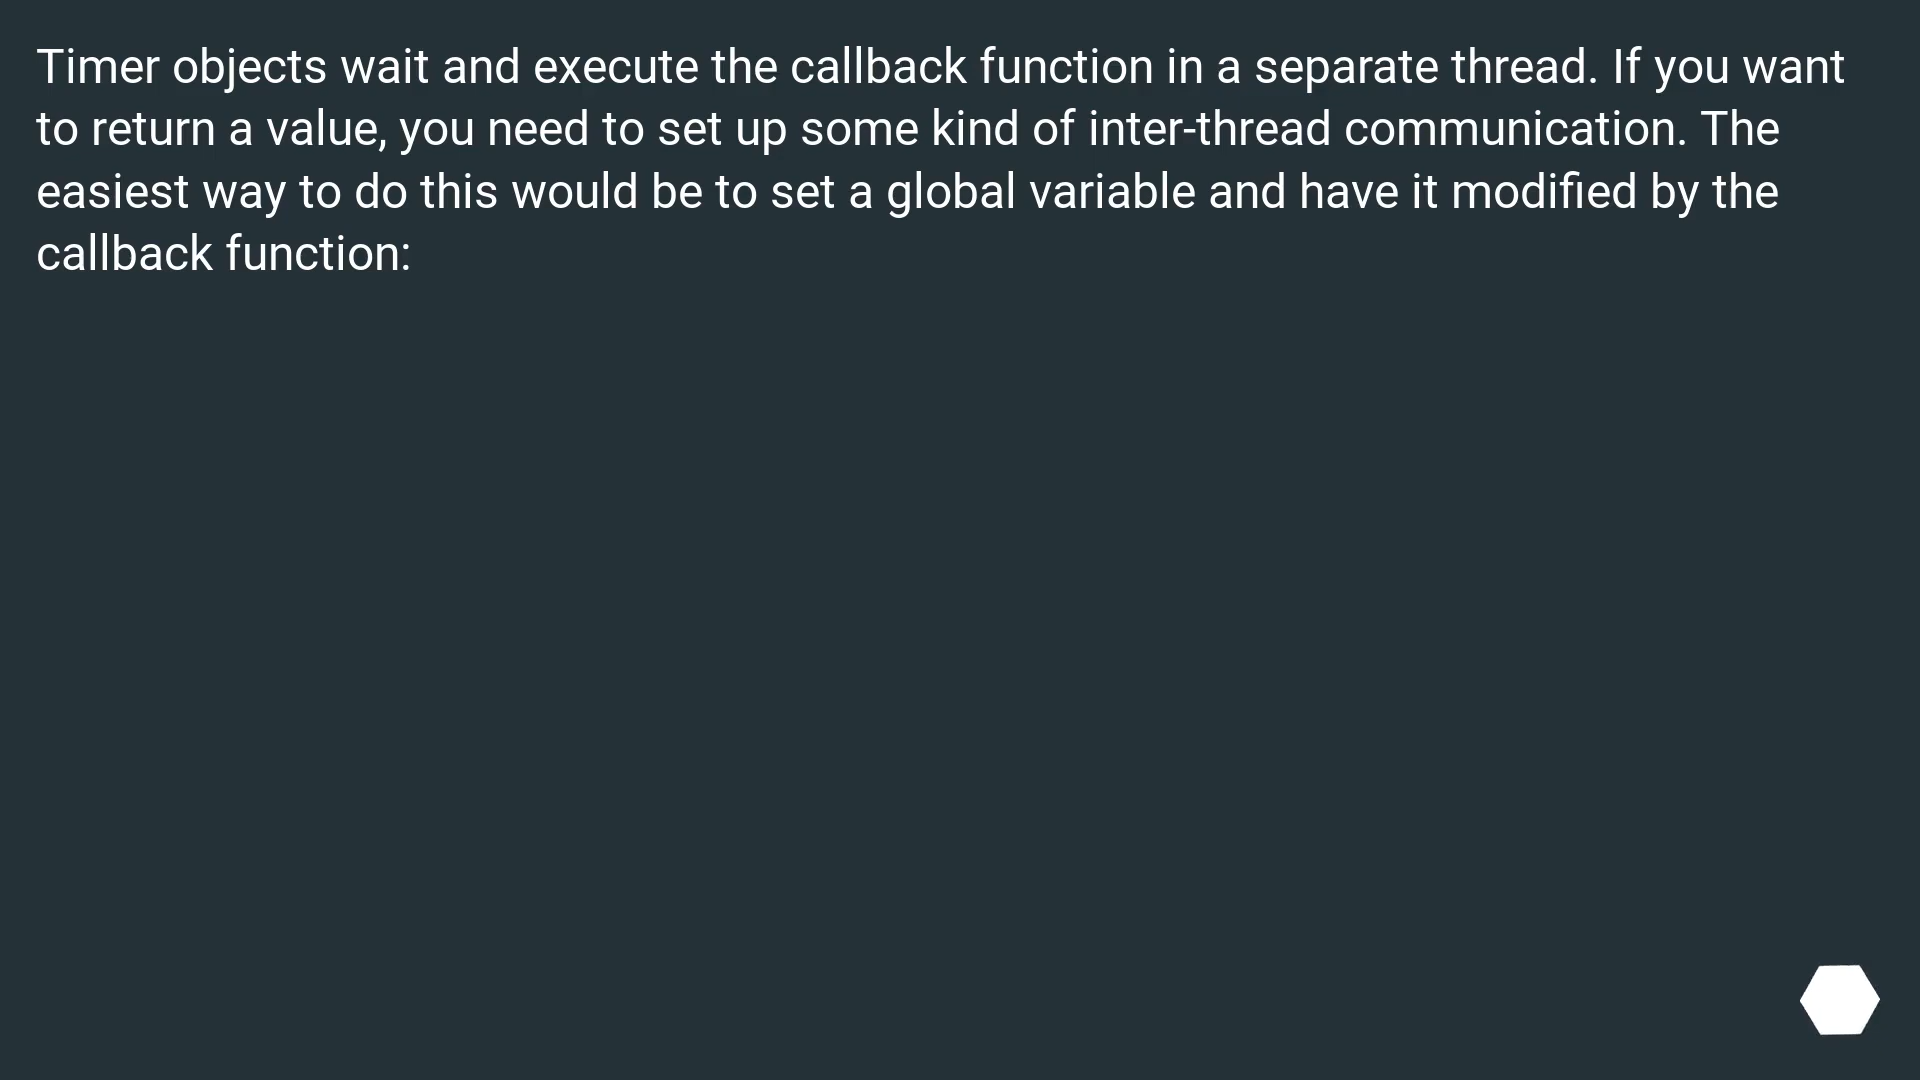 Timer objects wait and execute the callback function in a separate thread. If you want
to return a value, you need to set up some kind of inter-thread communication. The
easiest way to do this would be to set a global variable and have it modified by the
callback function: